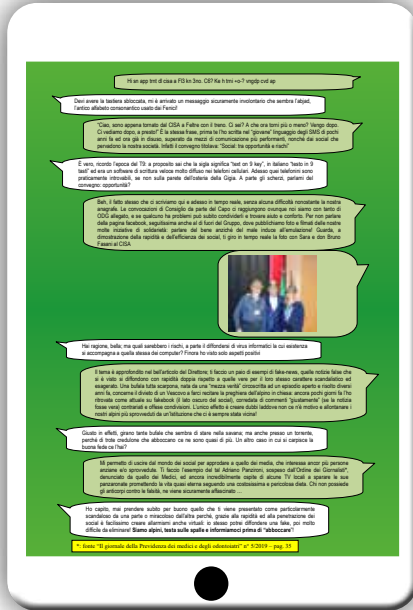 Hi sn app trnt dl cisa a Fl3 kn 3no. C6? Ke h trni +o-? vngdp cvd ap
Devi avere la tastiera sbloccata, mi è arrivato un messaggio sicuramente involontario che sembra l'abjad,
l'antico alfabeto consonantico usato dai Fenici!
"Ciao, sono appena tornato dal CISA a Feltre con il treno. Ci sei? A che ora torni più o meno? Vengo dopo.
Ci vediamo dopo, a presto!" È la stessa frase, prima te l'ho scritta nel "giovane" linguaggio degli SMS di pochi
anni fa ed ora già in disuso, superato da mezzi di comunicazione più performanti, nonché dai social che
pervadono la nostra società. Infatti il convegno titolava: "Social: tra opportunità e rischi"
È vero, ricordo l'epoca del T9: a proposito sai che la sigla significa "text on 9 key", in italiano "testo in 9
tasti" ed era un software di scrittura veloce molto diffuso nei telefoni cellulari. Adesso quei telefonini sono
praticamente introvabili, se non sulla parete dell'osteria della Gigia. A parte gli scherzi, parlami del
convegno: opportunità?
Beh, il fatto stesso che ci scriviamo qui e adesso in tempo reale, senza alcuna difficoltà nonostante la nostra
anagrafe. Le convocazioni di Consiglio da parte del Capo ci raggiungono ovunque noi siamo con tanto di
ODG allegato, e se qualcuno ha problemi può subito condividerli e trovare aiuto e conforto. Per non parlare
della pagina facebook, seguitissima anche al di fuori del Gruppo, dove pubblichiamo foto e filmati delle nostre
molte iniziative di solidarietà: parlare del bene anziché del male induce all'emulazione! Guarda, a
dimostrazione della rapidità e dell'efficienza dei social, ti giro in tempo reale la foto con Sara e don Bruno
Fasani al CISA
Hai ragione, bella; ma quali sarebbero i rischi, a parte il diffondersi di virus informatici la cui esistenza
si accompagna a quella stessa dei computer? Finora ho visto solo aspetti positivi
Il tema è approfondito nell'articolo del Direttore; ti faccio un paio di esempi di fake-news, quelle notizie false che
si è visto si diffondono con rapidità doppia rispetto a quelle vere per il loro stesso carattere scandalistico ed
esagerato. Una bufala tutta scarpona, nata da una "mezza verità" circoscritta ad un episodio aperto e risolto diversi
anni fa, concerne il divieto di un Vescovo a farci recitare la preghiera dell'alpino in chiesa: ancora pochi giorni fa l'ho
ritrovata come attuale su fakebook (il lato oscuro del social), corredata di commenti "giustamente" (se la notizia
fosse vera) contrariati e offese condivisioni. L'unico effetto è creare dubbi laddove non ce n'è motivo e allontanare i
nostri alpini più sprovveduti da un'istituzione che ci è sempre stata vicina!
Giusto in effetti, girano tante bufale che sembra di stare nella savana; ma anche presso un torrente,
perché di trote credulone che abboccano ce ne sono quasi di più. Un altro caso in cui si carpisca la
buona fede ce l'hai?
Mi permetto di uscire dal mondo dei social per approdare a quello dei media, che interessa ancor più persone
anziane e/o sprovvedute. Ti faccio l'esempio del tal Adriano Panzironi, sospeso dall'Ordine dei Giornalisti*,
denunciato da quello dei Medici, ed ancora incredibilmente capita di alcune TV locali a sparare la sua
panzanorata promettendo la vita quasi eterna seguendo una costosissima e pericolosa dieta. Chi non possiede
gli anticorpi contro le falsità, ne viene sicuramente affascinato …
Ho capito, mai prendere subito per buono quello che ti viene presentato come particolarmente
scandaloso da una parte o miracoloso dall'altra perché, grazie alla rapidità ed alla penetrazione dei
social è facilissimo creare allarmismi anche virtuali: io stesso potrei diffondere una fake, poi molto
difficile da eliminare! Siamo alpini, testa sulle spalle e informiamoci prima di "abboccare"!
*: fonte "Il giornale della Previdenza dei medici e degli odontoiatri" n° 5/2019 – pag. 35